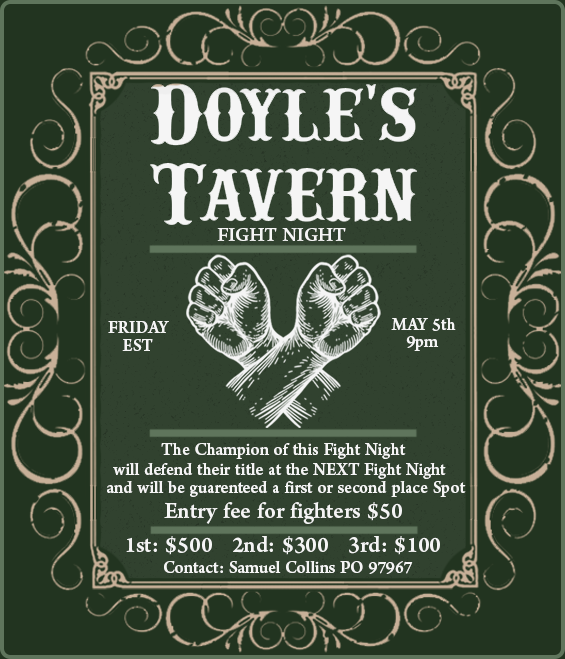 DOYLE'S
TAVERN
FIGHT NIGHT
FRIDAY
EST
MAY 5th
9pm
The Champion of this Fight Night
will defend their title at the NEXT Fight Night
and will be guarenteed a first or second place Spot
Entry fee for fighters $50
1st: $500 2nd: $300 3rd: $100
Contact: Samuel Collins PO 97967